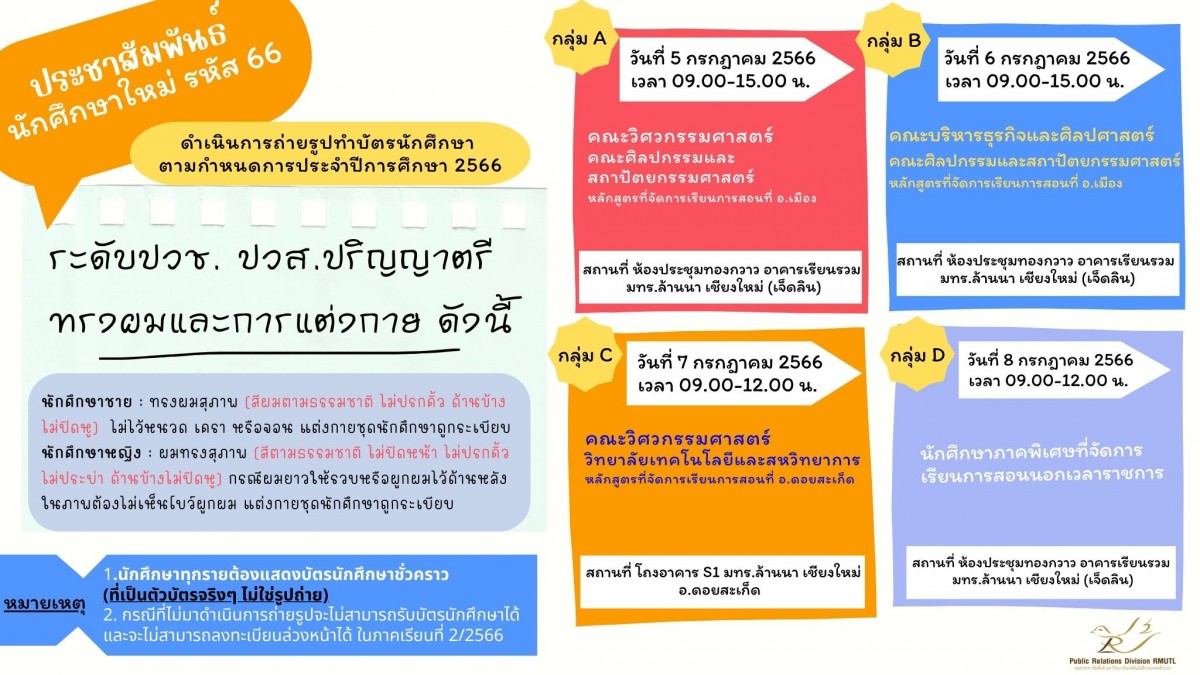 ประชาสัมพันธ์
นักศึกษาใหม่ รหัส 66
ดำเนินการถ่ายรูปทำบัตรนักศึกษา
ตามกำหนดการประจำปีการศึกษา 2566
ระดับปวช. ปวส.ปริญญาตรี
ทรงผมและการแต่งกาย ดังนี้
นักศึกษาชาย : ทรงผมสุภาพ (สีผมตามธรรมชาติ ไม่ปรกคิ้ว ด้านข้าง
ไม่ปิดหู) ไม่ไว้หนวด เครา หรือจอน แต่งกายชุดนักศึกษาถูกระเบียบ
นักศึกษาหญิง : ผมทรงสุภาพ (สีตามธรรมชาติ ไม่ปิดหน้า ไม่ปรกคิ้ว
ไม่ประบ่า ด้านข้างไม่ปิดหู) กรณีผมยาวให้รวบหรือผูกผมไว้ด้านหลัง
ในภาพต้องไม่เห็นโบว์ผูกผม แต่งกายชุดนักศึกษาถูกระเบียบ
หมายเหตุ
1.นักศึกษาทุกรายต้องแสดงบัตรนักศึกษาชั่วคราว
(ที่เป็นตัวบัตรจริงๆ ไม่ใช่รูปถ่าย)
2. กรณีที่ไม่มาดำเนินการถ่ายรูปจะไม่สามารถรับบัตรนักศึกษาได้
และจะไม่สามารถลงทะเบียนล่วงหน้าได้ ในภาคเรียนที่ 2/2566
กลุ่ม A
วันที่ 5 กรกฎาคม 2566
เวลา 09.00-15.00 น.
คณะวิศวกรรมศาสตร์
คณะศิลปกรรมและ
สถาปัตยกรรมศาสตร์
หลักสูตรที่จัดการเรียนการสอนที่ อ.เมือง
สถานที่ ห้องประชุมทองกวาว อาคารเรียนรวม
มทร.ล้านนา เชียงใหม่ (เจ็ดลิน)
กลุ่ม B
วันที่ 6 กรกฎาคม 2566
เวลา 09.00-15.00 น.
คณะบริหารธุรกิจและศิลปศาสตร์
คณะศิลปกรรมและสถาปัตยกรรมศาสตร์
หลักสูตรที่จัดการเรียนการสอนที่ อ.เมือง
สถานที่ ห้องประชุมทองกวาว อาคารเรียนรวม
มทร.ล้านนา เชียงใหม่ (เจ็ดลิน)
กลุ่ม C
วันที่ 7 กรกฎาคม 2566
เวลา 09.00-12.00 น.
คณะวิศวกรรมศาสตร์
วิทยาลัยเทคโนโลยีและสหวิทยาการ
หลักสูตรที่จัดการเรียนการสอนที่ อ.ดอยสะเก็ด
สถานที่ โถงอาคาร S1 มทร.ล้านนา เชียงใหม่
อ.ดอยสะเก็ด
กลุ่ม D
วันที่ 8 กรกฎาคม 2566
เวลา 09.00-12.00 น.
นักศึกษาภาคพิเศษที่จัดการ
เรียนการสอนนอกเวลาราชการ
สถานที่ ห้องประชุมทองกวาว อาคารเรียนรวม
มทร.ล้านนา เชียงใหม่ (เจ็ดลิน)
Public Relations Division RMUTL